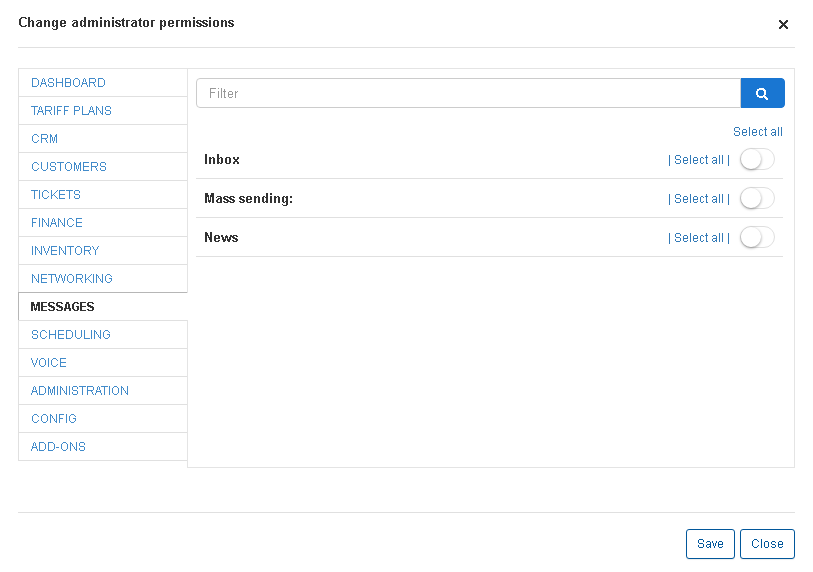 Change administrator permissions
DASHBOARD
TARIFF PLANS
CRM
CUSTOMERS
TICKETS
FINANCE
INVENTORY
NETWORKING
MESSAGES
SCHEDULING
VOICE
ADMINISTRATION
CONFIG
ADD-ONS
Filter
Select all
Inbox | Select all |
Mass sending: | Select all |
News | Select all |
Save Close